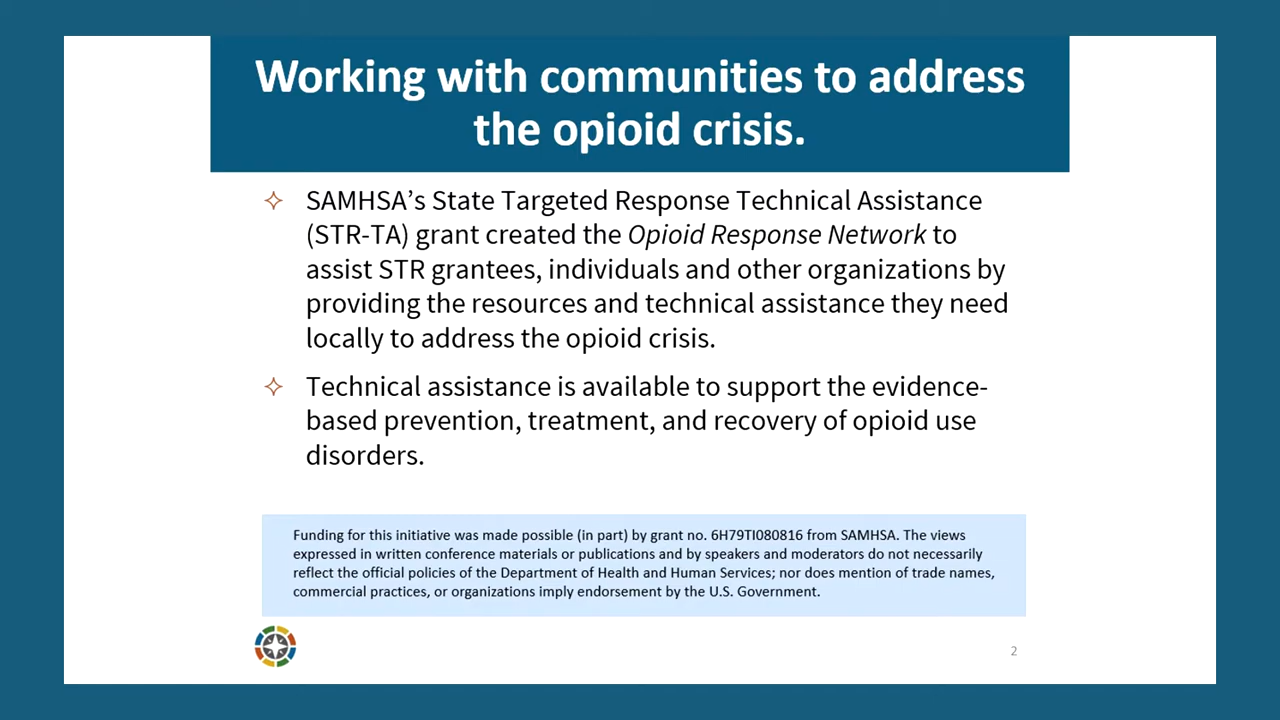 Working with communities to address
the opioid crisis.
SAMHSA’s State Targeted Response Technical Assistance
(STR-TA) grant created the Opioid Response Network to
assist STR grantees, individuals and other organizations by
providing the resources and technical assistance they need
locally to address the opioid crisis.
Technical assistance is available to support the evidence-
based prevention, treatment, and recovery of opioid use
disorders.
Funding for this initiative was made possible (in part) by grant no. 6H79TI080816 from SAMHSA. The views
expressed in written conference materials or publications and by speakers and moderators do not necessarily
reflect the official policies of the Department of Health and Human Services; nor does mention of trade names,
commercial practices, or organizations imply endorsement by the U.S. Government.
2